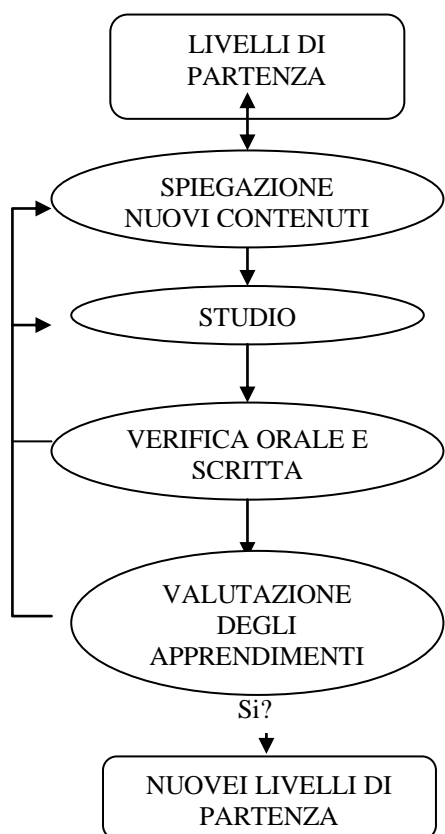 LIVELLI DI
PARTENZA
SPIEGAZIONE
NUOVI CONTENUTI
STUDIO
VERIFICA ORALE E
SCRITTA
VALUTAZIONE
DEGLI
APPRENDIMENTI
Si?
NUOVEI LIVELLI DI
PARTENZA